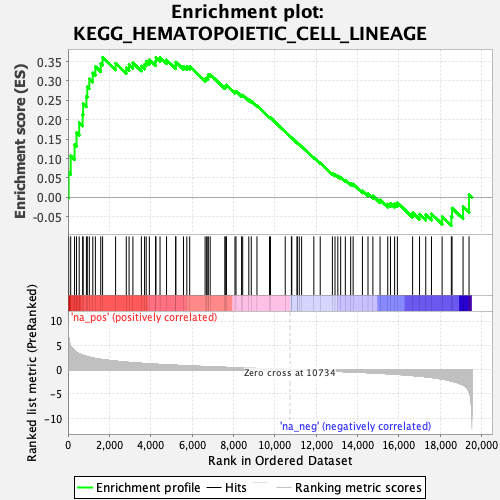 Enrichment plot:
KEGG_HEMATOPOIETIC_CELL_LINEAGE
Enrichment score (ES)
0.35
0.30
0.25
0.20
0.15
0.10
0.05
0.00
-0.05
'na_pos' (positively correlated)
Ranked list metric (PreRanked)
10
5
0
-5
-10
Zero cross at 10734
'na_neg' (negatively correlated)
0
2,000
4,000
6,000
8,000
10,000
12,000
14,000
16,000
18,000
20,000
Rank in Ordered Dataset
Enrichment profile
Hits
Ranking metric scores